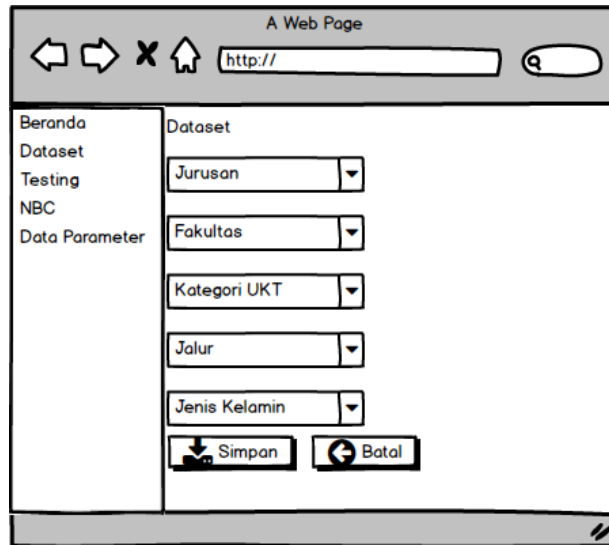 A Web Page
http://
Beranda
Dataset
Testing
NBC
Data Parameter
Dataset
Jurusan
Fakultas
Kategori UKT
Jalur
Jenis Kelamin
Simpan
Batal